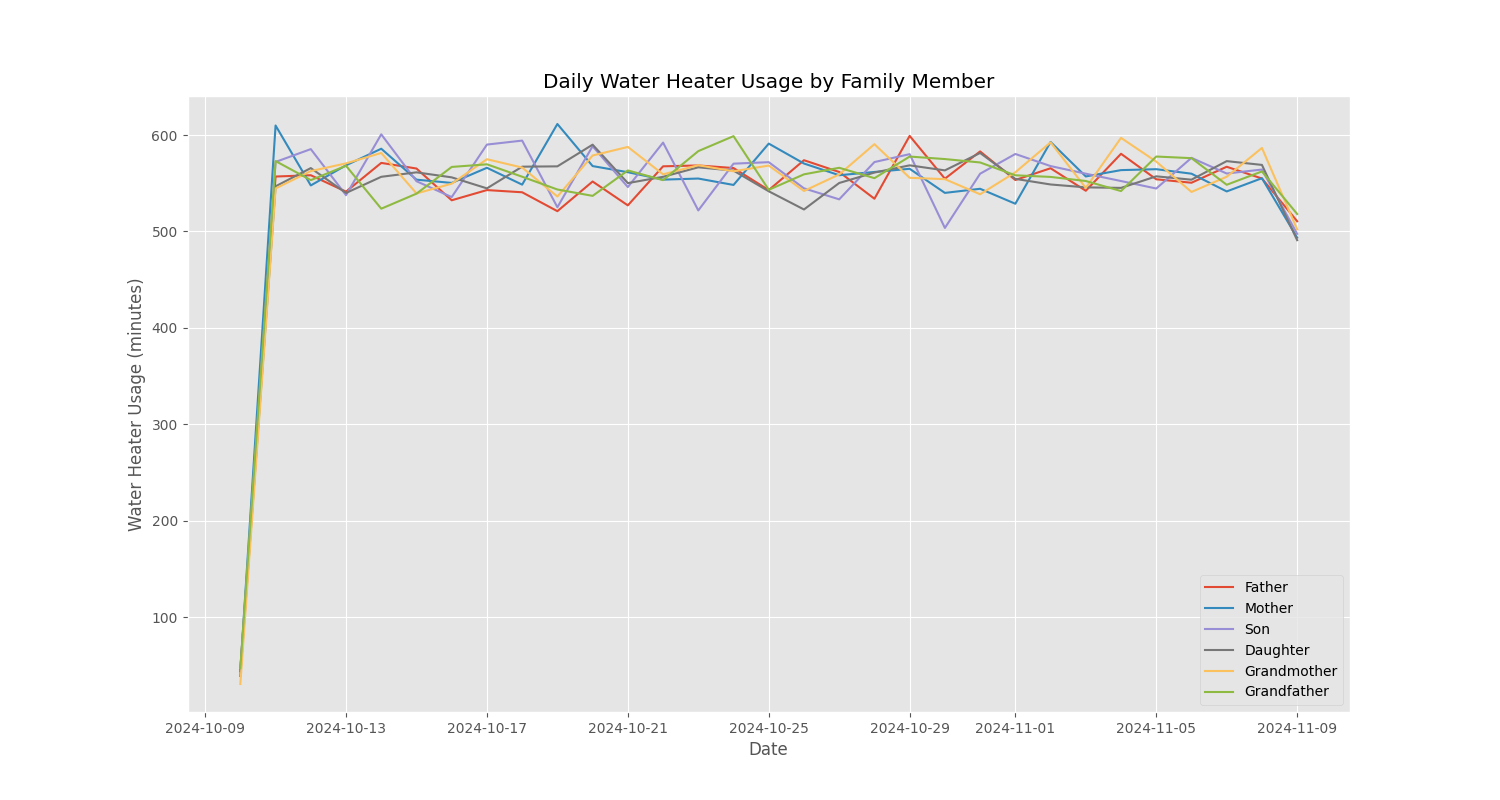 Daily Water Heater Usage by Family Member
Water Heater Usage (minutes)
600
500
400
300
200
100
Father
Mother
Son
Daughter
Grandmother
Grandfather
2024-10-09 2024-10-13 2024-10-17 2024-10-21 2024-10-25 2024-10-29 2024-11-01 2024-11-05 2024-11-09
Date